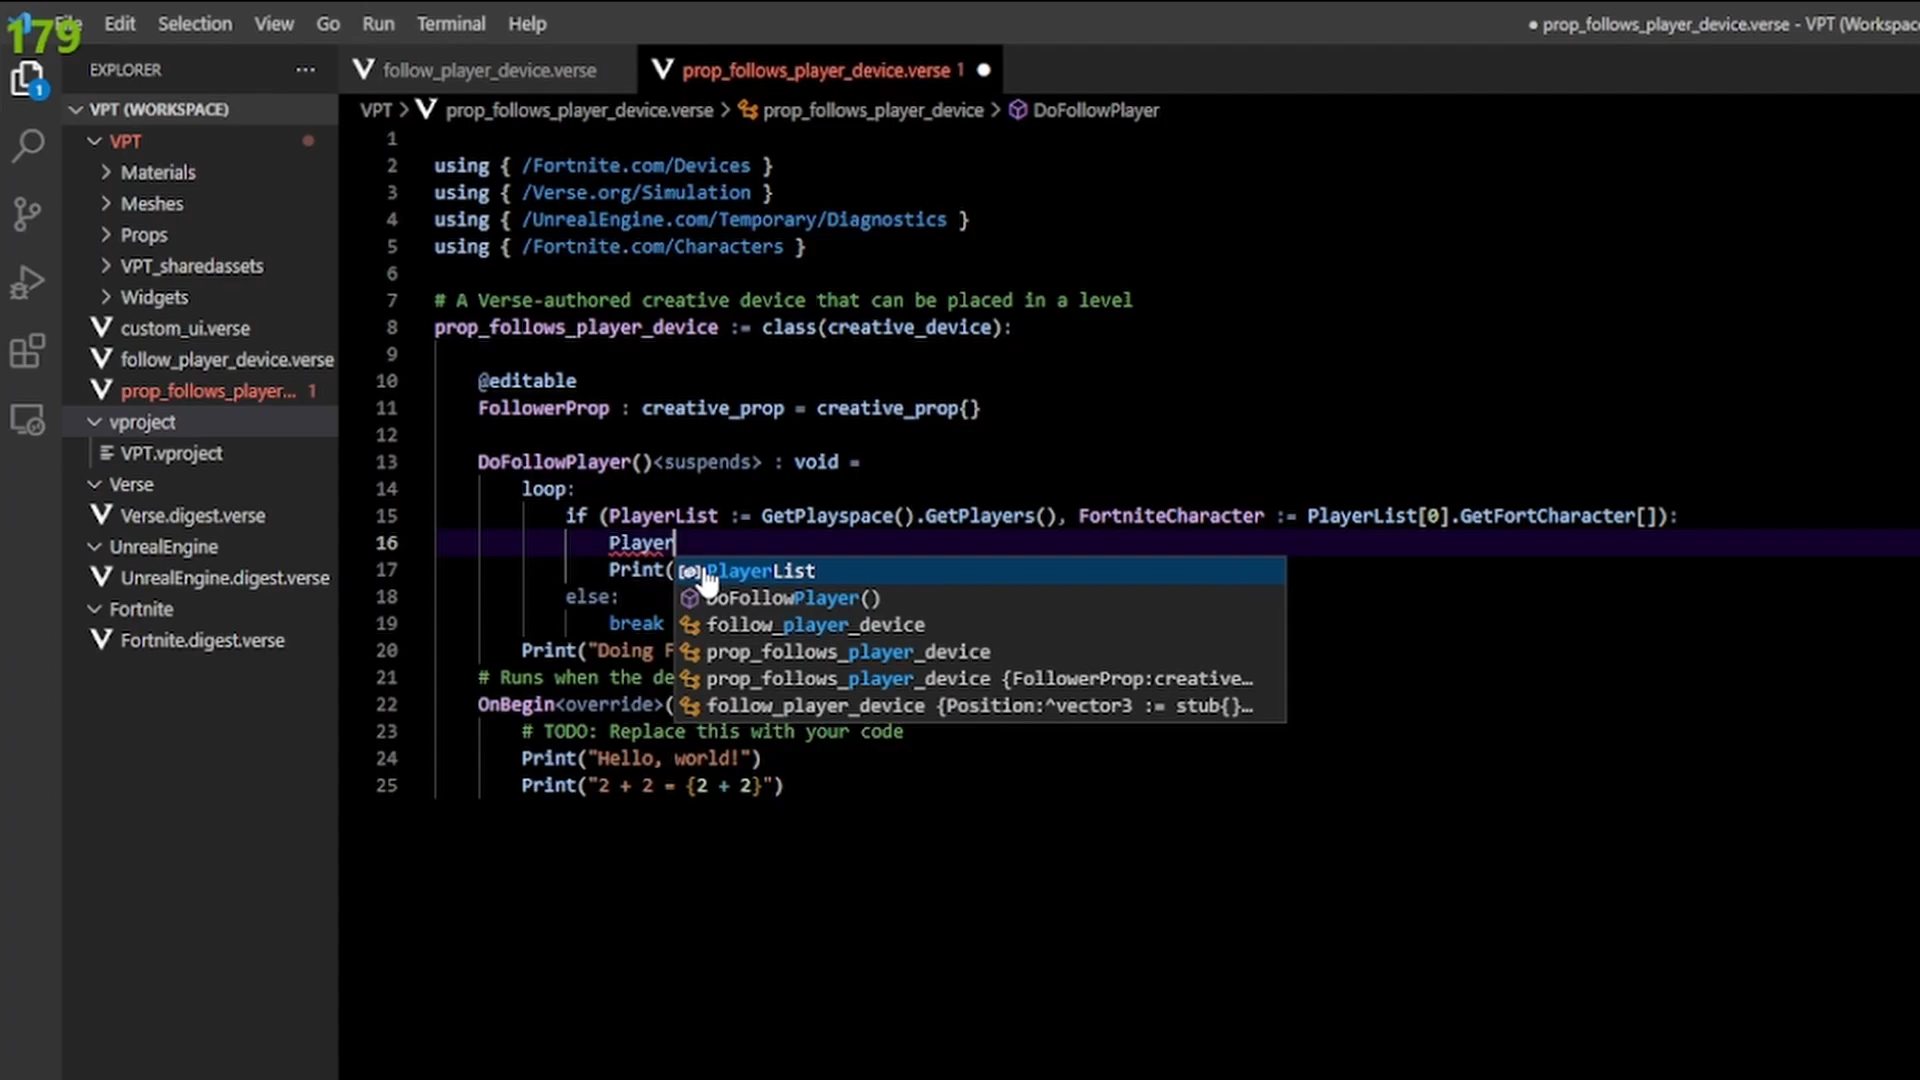 179
File Edit Selection View Go Run Terminal Help
● prop_follows_player_device.verse - VPT (Workspace
EXPLORER ···
follow_player_device.verse
prop_follows_player_device.verse 1 ●
VPT > prop_follows_player_device.verse > prop_follows_player_device > DoFollowPlayer
1
VPT (WORKSPACE)
VPT
Materials
Meshes
Props
VPT_sharedassets
Widgets
custom_ui.verse
follow_player_device.verse
prop_follows_player... 1
vproject
VPT.vproject
Verse
Verse.digest.verse
UnrealEngine
UnrealEngine.digest.verse
Fortnite
Fortnite.digest.verse
1
2 using { /Fortnite.com/Devices }
3 using { /Verse.org/Simulation }
4 using { /UnrealEngine.com/Temporary/Diagnostics }
5 using { /Fortnite.com/Characters }
6
7 # A Verse-authored creative device that can be placed in a level
8 prop_follows_player_device := class(creative_device):
9
10 @editable
11 FollowerProp : creative_prop = creative_prop{}
12
13 DoFollowPlayer()<suspends> : void =
14 loop:
15 if (PlayerList := GetPlayspace().GetPlayers(), FortniteCharacter := PlayerList[0].GetFortCharacter[]):
16 Player
17 Print(
18 else:
19 break
20 Print("Doing F
21 # Runs when the de
22 OnBegin<override>(
23 # TODO: Replace this with your code
24 Print("Hello, world!")
25 Print("2 + 2 = {2 + 2}")
PlayerList
DoFollowPlayer()
follow_player_device
prop_follows_player_device
prop_follows_player_device {FollowerProp:creative...
follow_player_device {Position:^vector3 := stub{}...